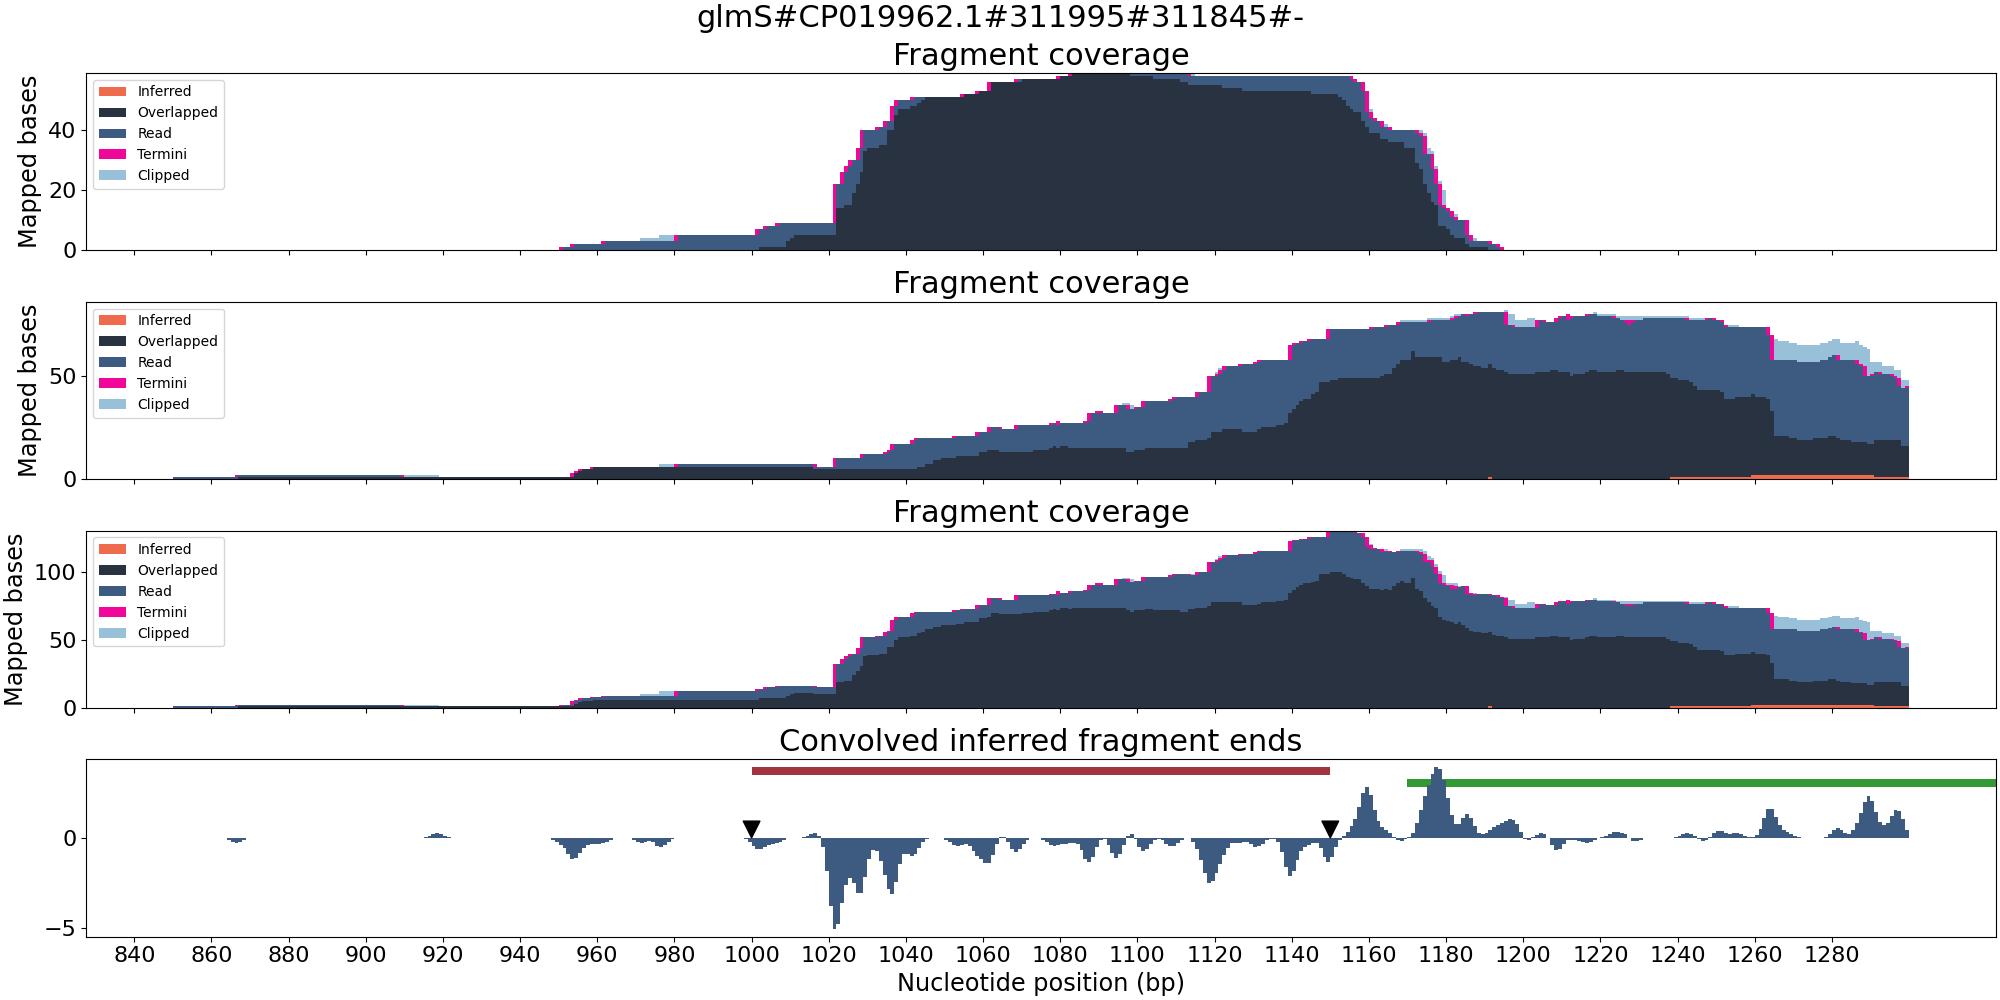 glmS#CP019962.1#311995#311845#-
Fragment coverage
Mapped bases
40
20
0
Inferred
Overlapped
Read
Termini
Clipped
Fragment coverage
Mapped bases
50
0
Inferred
Overlapped
Read
Termini
Clipped
Fragment coverage
Mapped bases
100
50
0
Inferred
Overlapped
Read
Termini
Clipped
Convolved inferred fragment ends
0
−5
840 860 880 900 920 940 960 980 1000 1020 1040 1060 1080 1100 1120 1140 1160 1180 1200 1220 1240 1260 1280
Nucleotide position (bp)